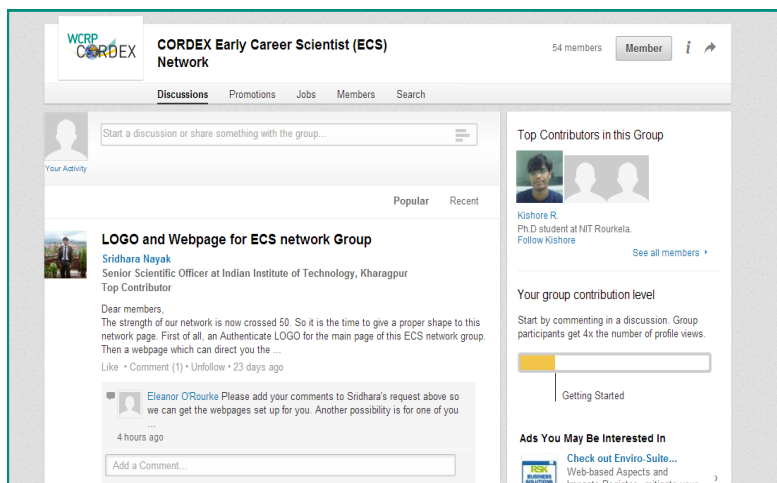 WCRP
CORDEX
CORDEX Early Career Scientist (ECS)
Network
54 members
Member
i
Discussions Promotions Jobs Members Search
Start a discussion or share something with the group...
Your Activity
Popular Recent
LOGO and Webpage for ECS network Group
Sridhara Nayak
Senior Scientific Officer at Indian Institute of Technology, Kharagpur
Top Contributor
Dear members,
The strength of our network is now crossed 50. So it is the time to give a proper shape to this
network page. First of all, an Authenticate LOGO for the main page of this ECS network group.
Then a webpage which can direct you the ...
Like • Comment (1) • Unfollow • 23 days ago
Eleanor O'Rourke Please add your comments to Sridhara's request above so
we can get the webpages set up for you. Another possibility is for one of you
...
4 hours ago
Add a Comment...
Top Contributors in this Group
Kishore R.
Ph.D student at NIT Rourkela.
Follow Kishore
See all members
Your group contribution level
Start by commenting in a discussion. Group
participants get 4x the number of profile views.
Getting Started
Ads You May Be Interested In
RSK
BUSINESS
SOLUTIONS
Check out Enviro-Suite...
Web-based Aspects and